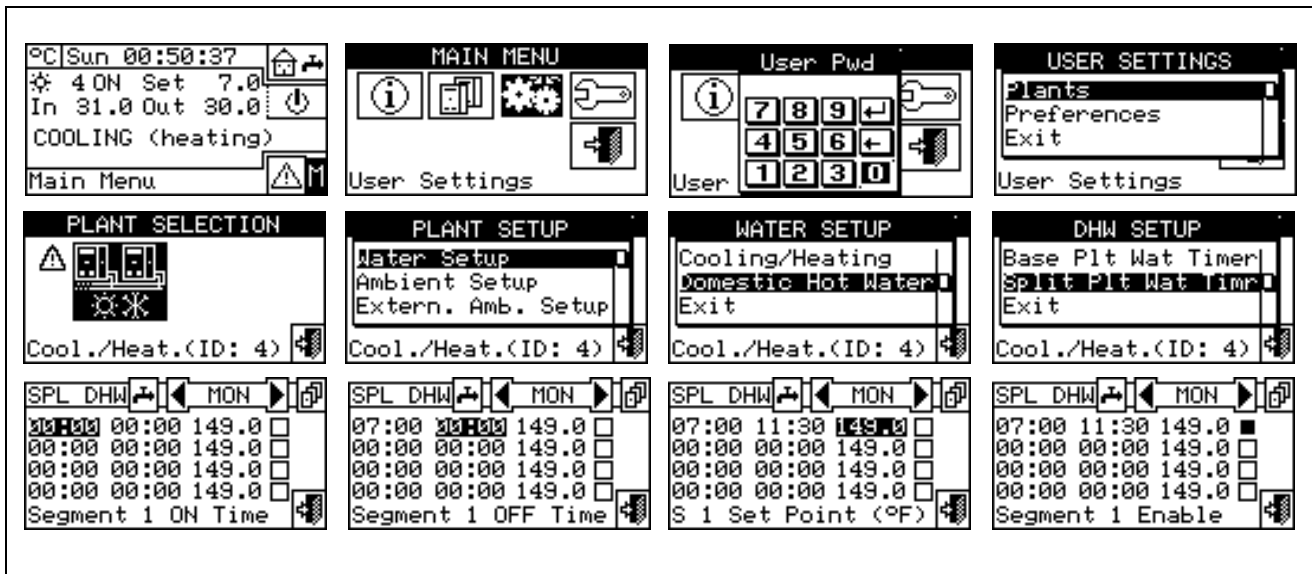 ºC Sun 00:50:37
4 ON Set 7.0
In 31.0 Out 30.0
COOLING (heating)
Main Menu M
MAIN MENU
User Settings
User Pwd
7 8 9
4 5 6
1 2 3 0
User
USER SETTINGS
Plants
Preferences
Exit
User Settings
PLANT SELECTION
Cool./Heat.(ID: 4)
PLANT SETUP
Water Setup
Ambient Setup
Extern. Amb. Setup
Cool./Heat.(ID: 4)
WATER SETUP
Cooling/Heating
Domestic Hot Water
Exit
Cool./Heat.(ID: 4)
DHW SETUP
Base Plt Wat Timer
Split Plt Wat Timr
Exit
Cool./Heat.(ID: 4)
SPL DHW MON
00:00 00:00 149.0
00:00 00:00 149.0
00:00 00:00 149.0
00:00 00:00 149.0
Segment 1 ON Time
SPL DHW MON
07:00 00:00 149.0
00:00 00:00 149.0
00:00 00:00 149.0
00:00 00:00 149.0
Segment 1 OFF Time
SPL DHW MON
07:00 11:30 149.0
00:00 00:00 149.0
00:00 00:00 149.0
00:00 00:00 149.0
S 1 Set Point (ºF)
SPL DHW MON
07:00 11:30 149.0
00:00 00:00 149.0
00:00 00:00 149.0
00:00 00:00 149.0
Segment 1 Enable